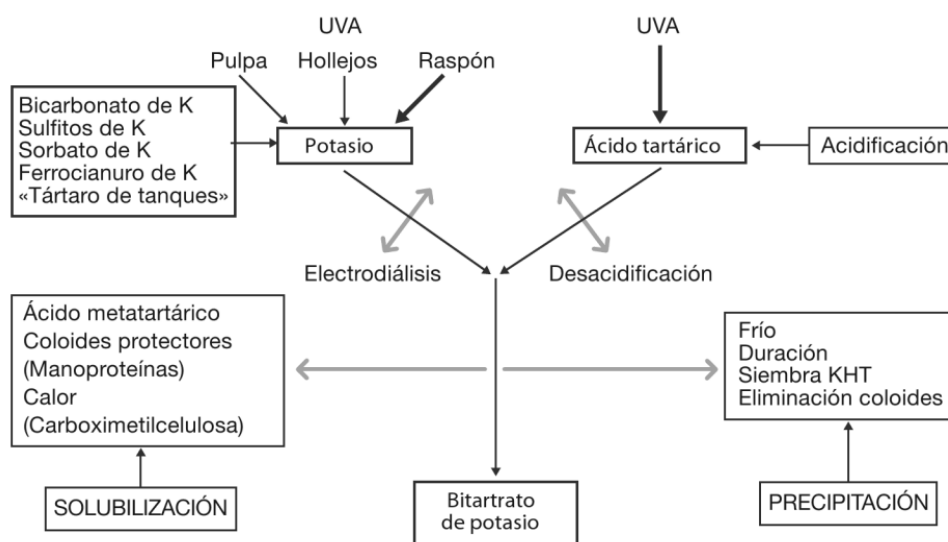 UVA
UVA
Pulpa
Hollejos
Raspón
Bicarbonato de K
Sulfitos de K
Sorbato de K
Ferrocianuro de K
«Tártaro de tanques»
Potasio
Ácido tartárico
Acidificación
Electrodiálisis
Desacidificación
Ácido metatartárico
Coloides protectores
(Manoproteínas)
Calor
(Carboximetilcelulosa)
Frío
Duración
Siembra KHT
Eliminación coloides
SOLUBILIZACIÓN
Bitartrato
de potasio
PRECIPITACIÓN